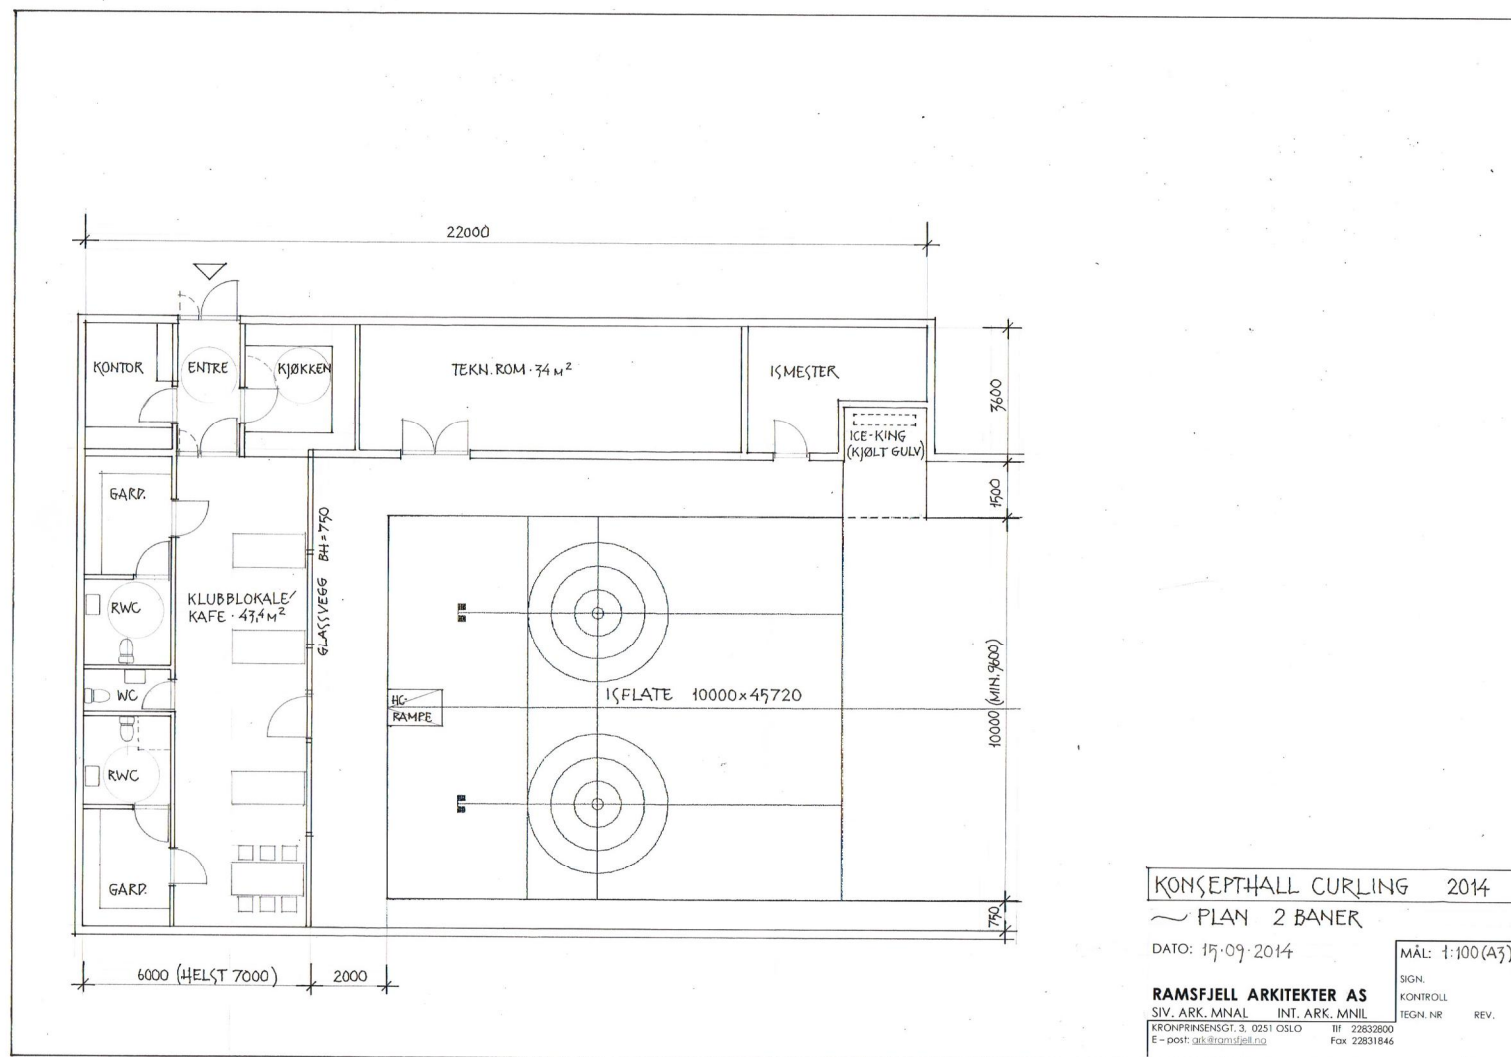 22000
KONTOR
ENTRE
KJØKKEN
TEKN. ROM · 34 M²
ISMESTER
3600
ICE-KING
(KJØLT GULV)
1500
GARD.
GLASSVEGG BH = 750
KLUBBLOKALE/
KAFE · 43,4 M²
RWC
WC
HC-
RAMPE
ISFLATE 10000 x 45720
10000 (MIN. 9600)
RWC
GARD.
750
6000 (HELST 7000)
2000
KONSEPTHALL CURLING 2014
~ PLAN 2 BANER
DATO: 15·09·2014
MÅL: 1:100 (A3)
SIGN.
KONTROLL
TEGN. NR REV.
RAMSFJELL ARKITEKTER AS
SIV. ARK. MNAL INT. ARK. MNIL
KRONPRINSENSGT. 3, 0251 OSLO Tlf 22832800
E – post: ark@ramsfjell.no Fax 22831846